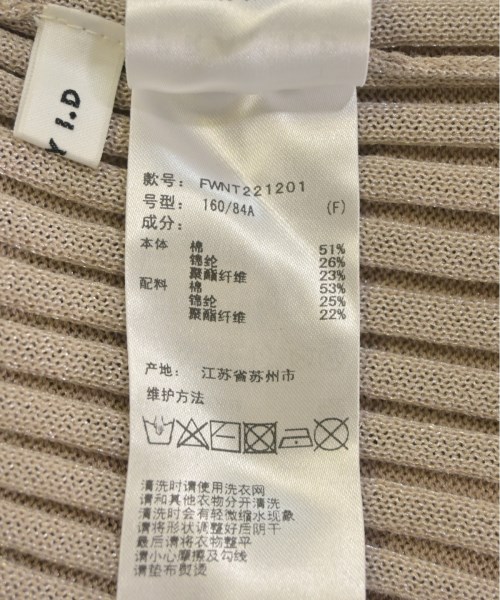 Y I.D
款号: FWNT221201
号型: 160/84A (F)
成分:
本体 棉 51%
锦纶 26%
聚酯纤维 23%
配料 棉 53%
锦纶 25%
聚酯纤维 22%
产地: 江苏省苏州市
维护方法
清洗时请使用洗衣网
请和其他衣物分开清洗
清洗时会有轻微缩水现象
请将形状调整好后阴干
最后请将衣物整平
请小心摩擦及勾线
请垫布熨烫